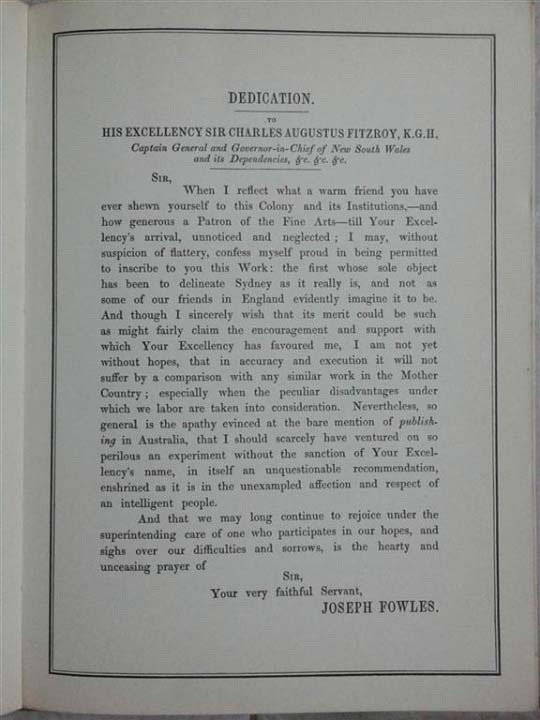 DEDICATION.
TO
HIS EXCELLENCY SIR CHARLES AUGUSTUS FITZROY, K.G.H.
Captain General and Governor-in-Chief of New South Wales
and its Dependencies, &c. &c. &c.
SIR,
When I reflect what a warm friend you have
ever shewn yourself to this Colony and its Institutions,—and
how generous a Patron of the Fine Arts—till Your Excel-
lency's arrival, unnoticed and neglected ; I may, without
suspicion of flattery, confess myself proud in being permitted
to inscribe to you this Work : the first whose sole object
has been to delineate Sydney as it really is, and not as
some of our friends in England evidently imagine it to be.
And though I sincerely wish that its merit could be such
as might fairly claim the encouragement and support with
which Your Excellency has favoured me, I am not yet
without hopes, that in accuracy and execution it will not
suffer by a comparison with any similar work in the Mother
Country ; especially when the peculiar disadvantages under
which we labor are taken into consideration. Nevertheless, so
general is the apathy evinced at the bare mention of publish-
ing in Australia, that I should scarcely have ventured on so
perilous an experiment without the sanction of Your Excel-
lency's name, in itself an unquestionable recommendation,
enshrined as it is in the unexampled affection and respect of
an intelligent people.
And that we may long continue to rejoice under the
superintending care of one who participates in our hopes, and
sighs over our difficulties and sorrows, is the hearty and
unceasing prayer of
SIR,
Your very faithful Servant,
JOSEPH FOWLES.